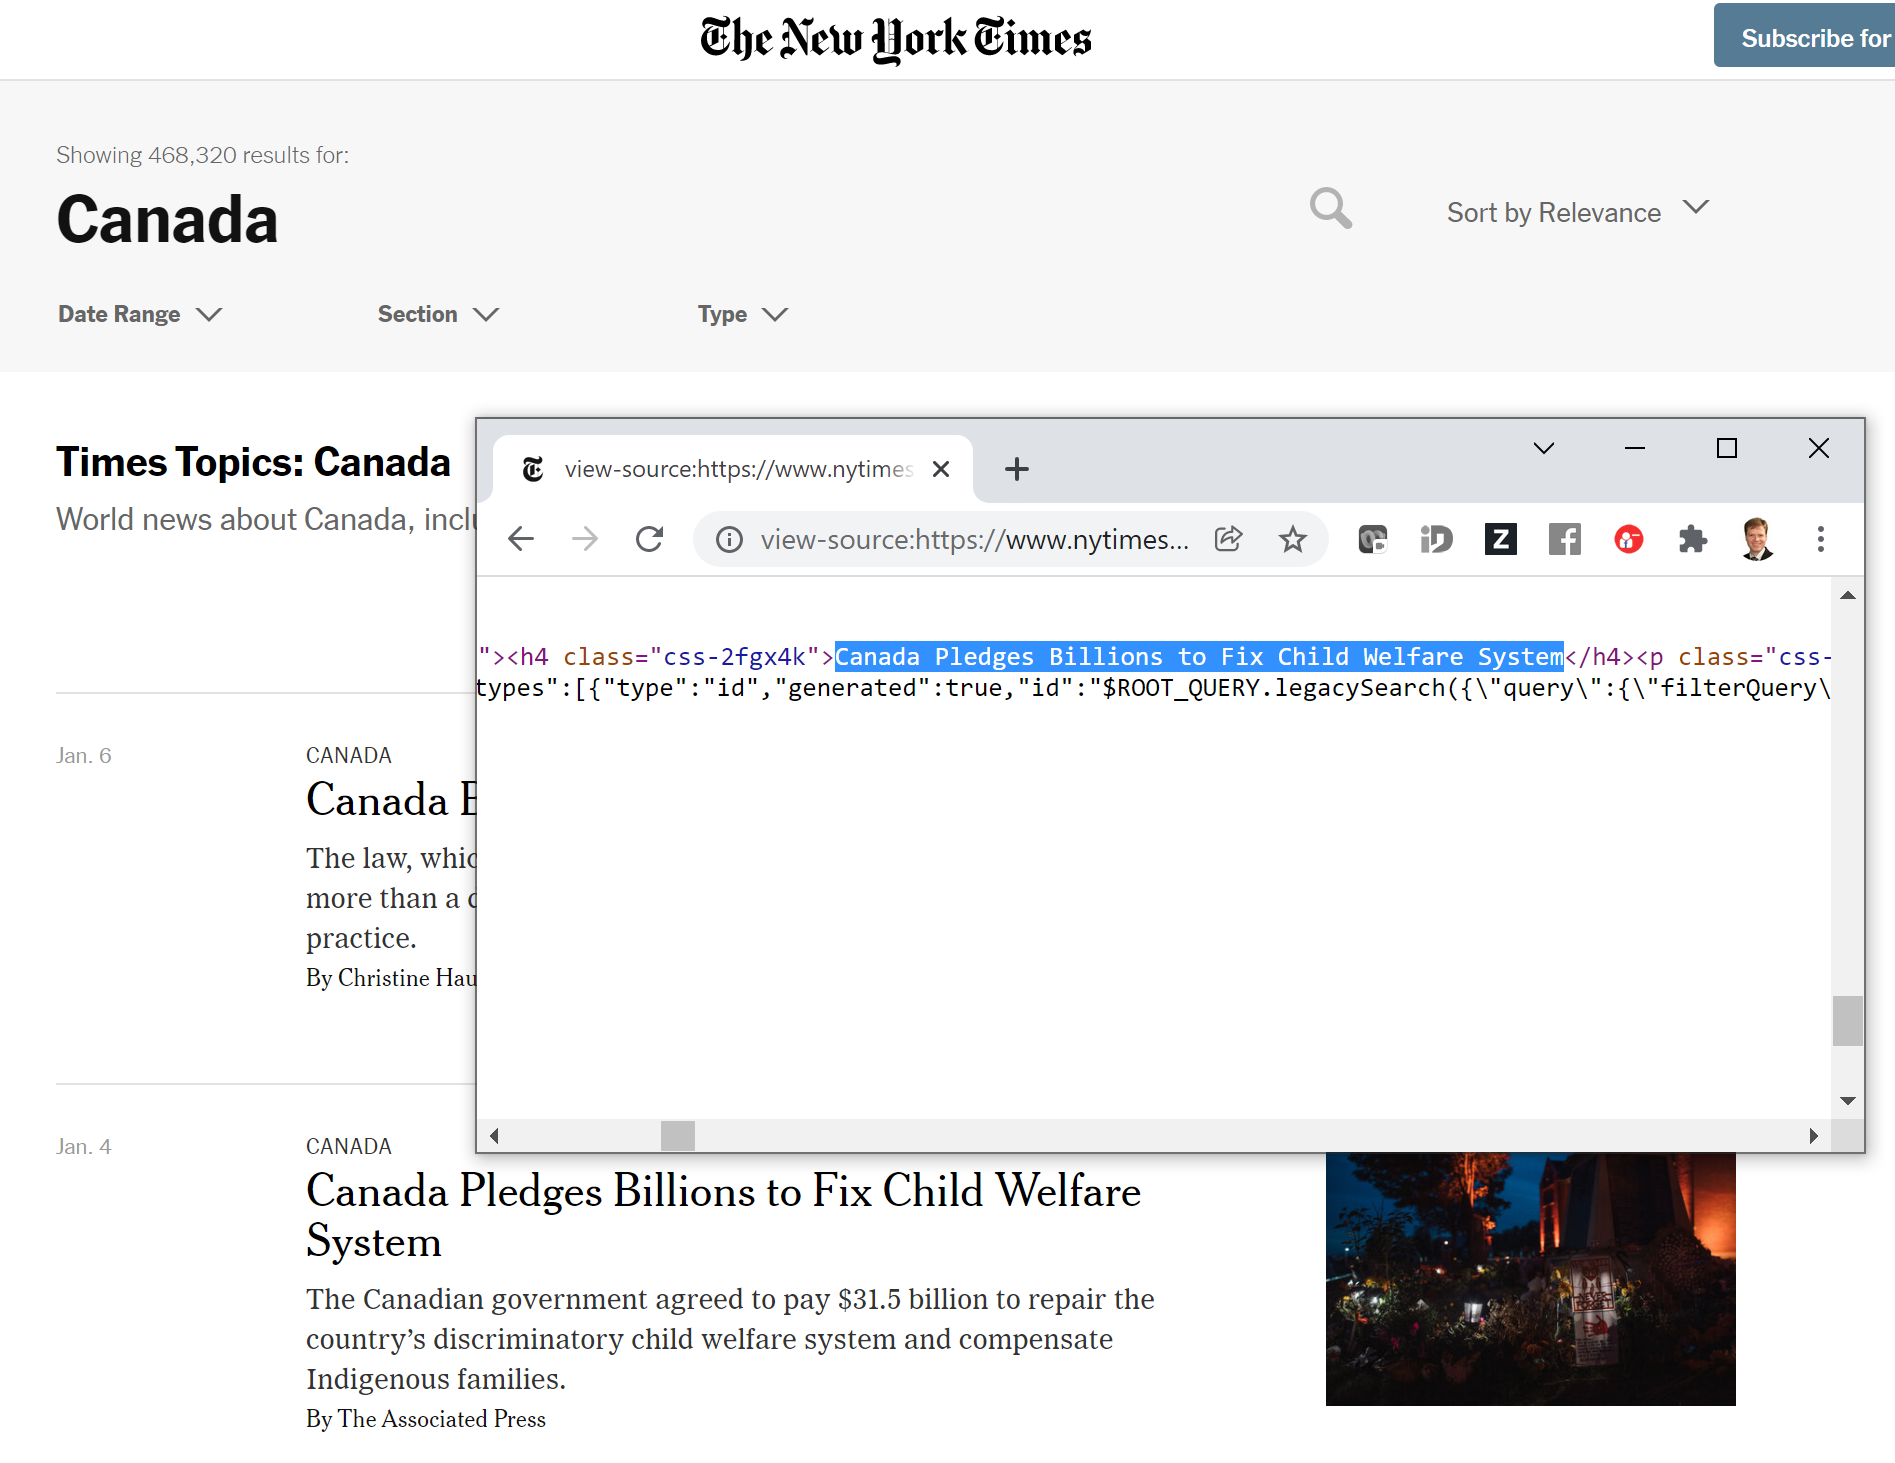 The New York Times
Subscribe for
Showing 468,320 results for:
Canada
Sort by Relevance
Date Range
Section
Type
Times Topics: Canada
World news about Canada, inclu
view-source:https://www.nytimes
view-source:https://www.nytimes...
"><h4 class="css-2fgx4k">Canada Pledges Billions to Fix Child Welfare System</h4><p class="css-
types":[{"type":"id","generated":true,"id":"$ROOT_QUERY.legacySearch({\"query\":{\"filterQuery\
Jan. 6
CANADA
Canada B
The law, whic
more than a d
practice.
By Christine Hau
Jan. 4
CANADA
Canada Pledges Billions to Fix Child Welfare
System
The Canadian government agreed to pay $31.5 billion to repair the
country’s discriminatory child welfare system and compensate
Indigenous families.
By The Associated Press
NEVER
FORGET